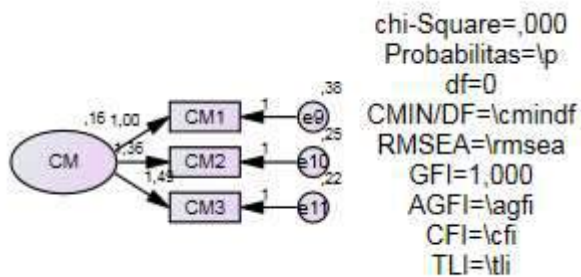 chi-Square=,000
Probabilitas=\p
df=0
CMIN/DF=\cmindf
RMSEA=\rmsea
GFI=1,000
AGFI=\agfi
CFI=\cfi
TLI=\tli
,16
CM
1,00
CM1
1
e9
,38
1,36
CM2
1
e10
,25
1,49
CM3
1
e11
,22